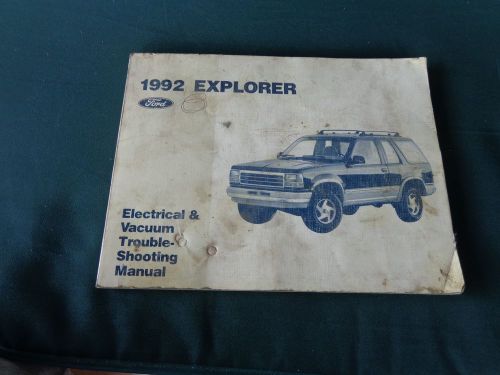 1992 EXPLORER
Ford
Electrical &
Vacuum
Trouble-
Shooting
Manual